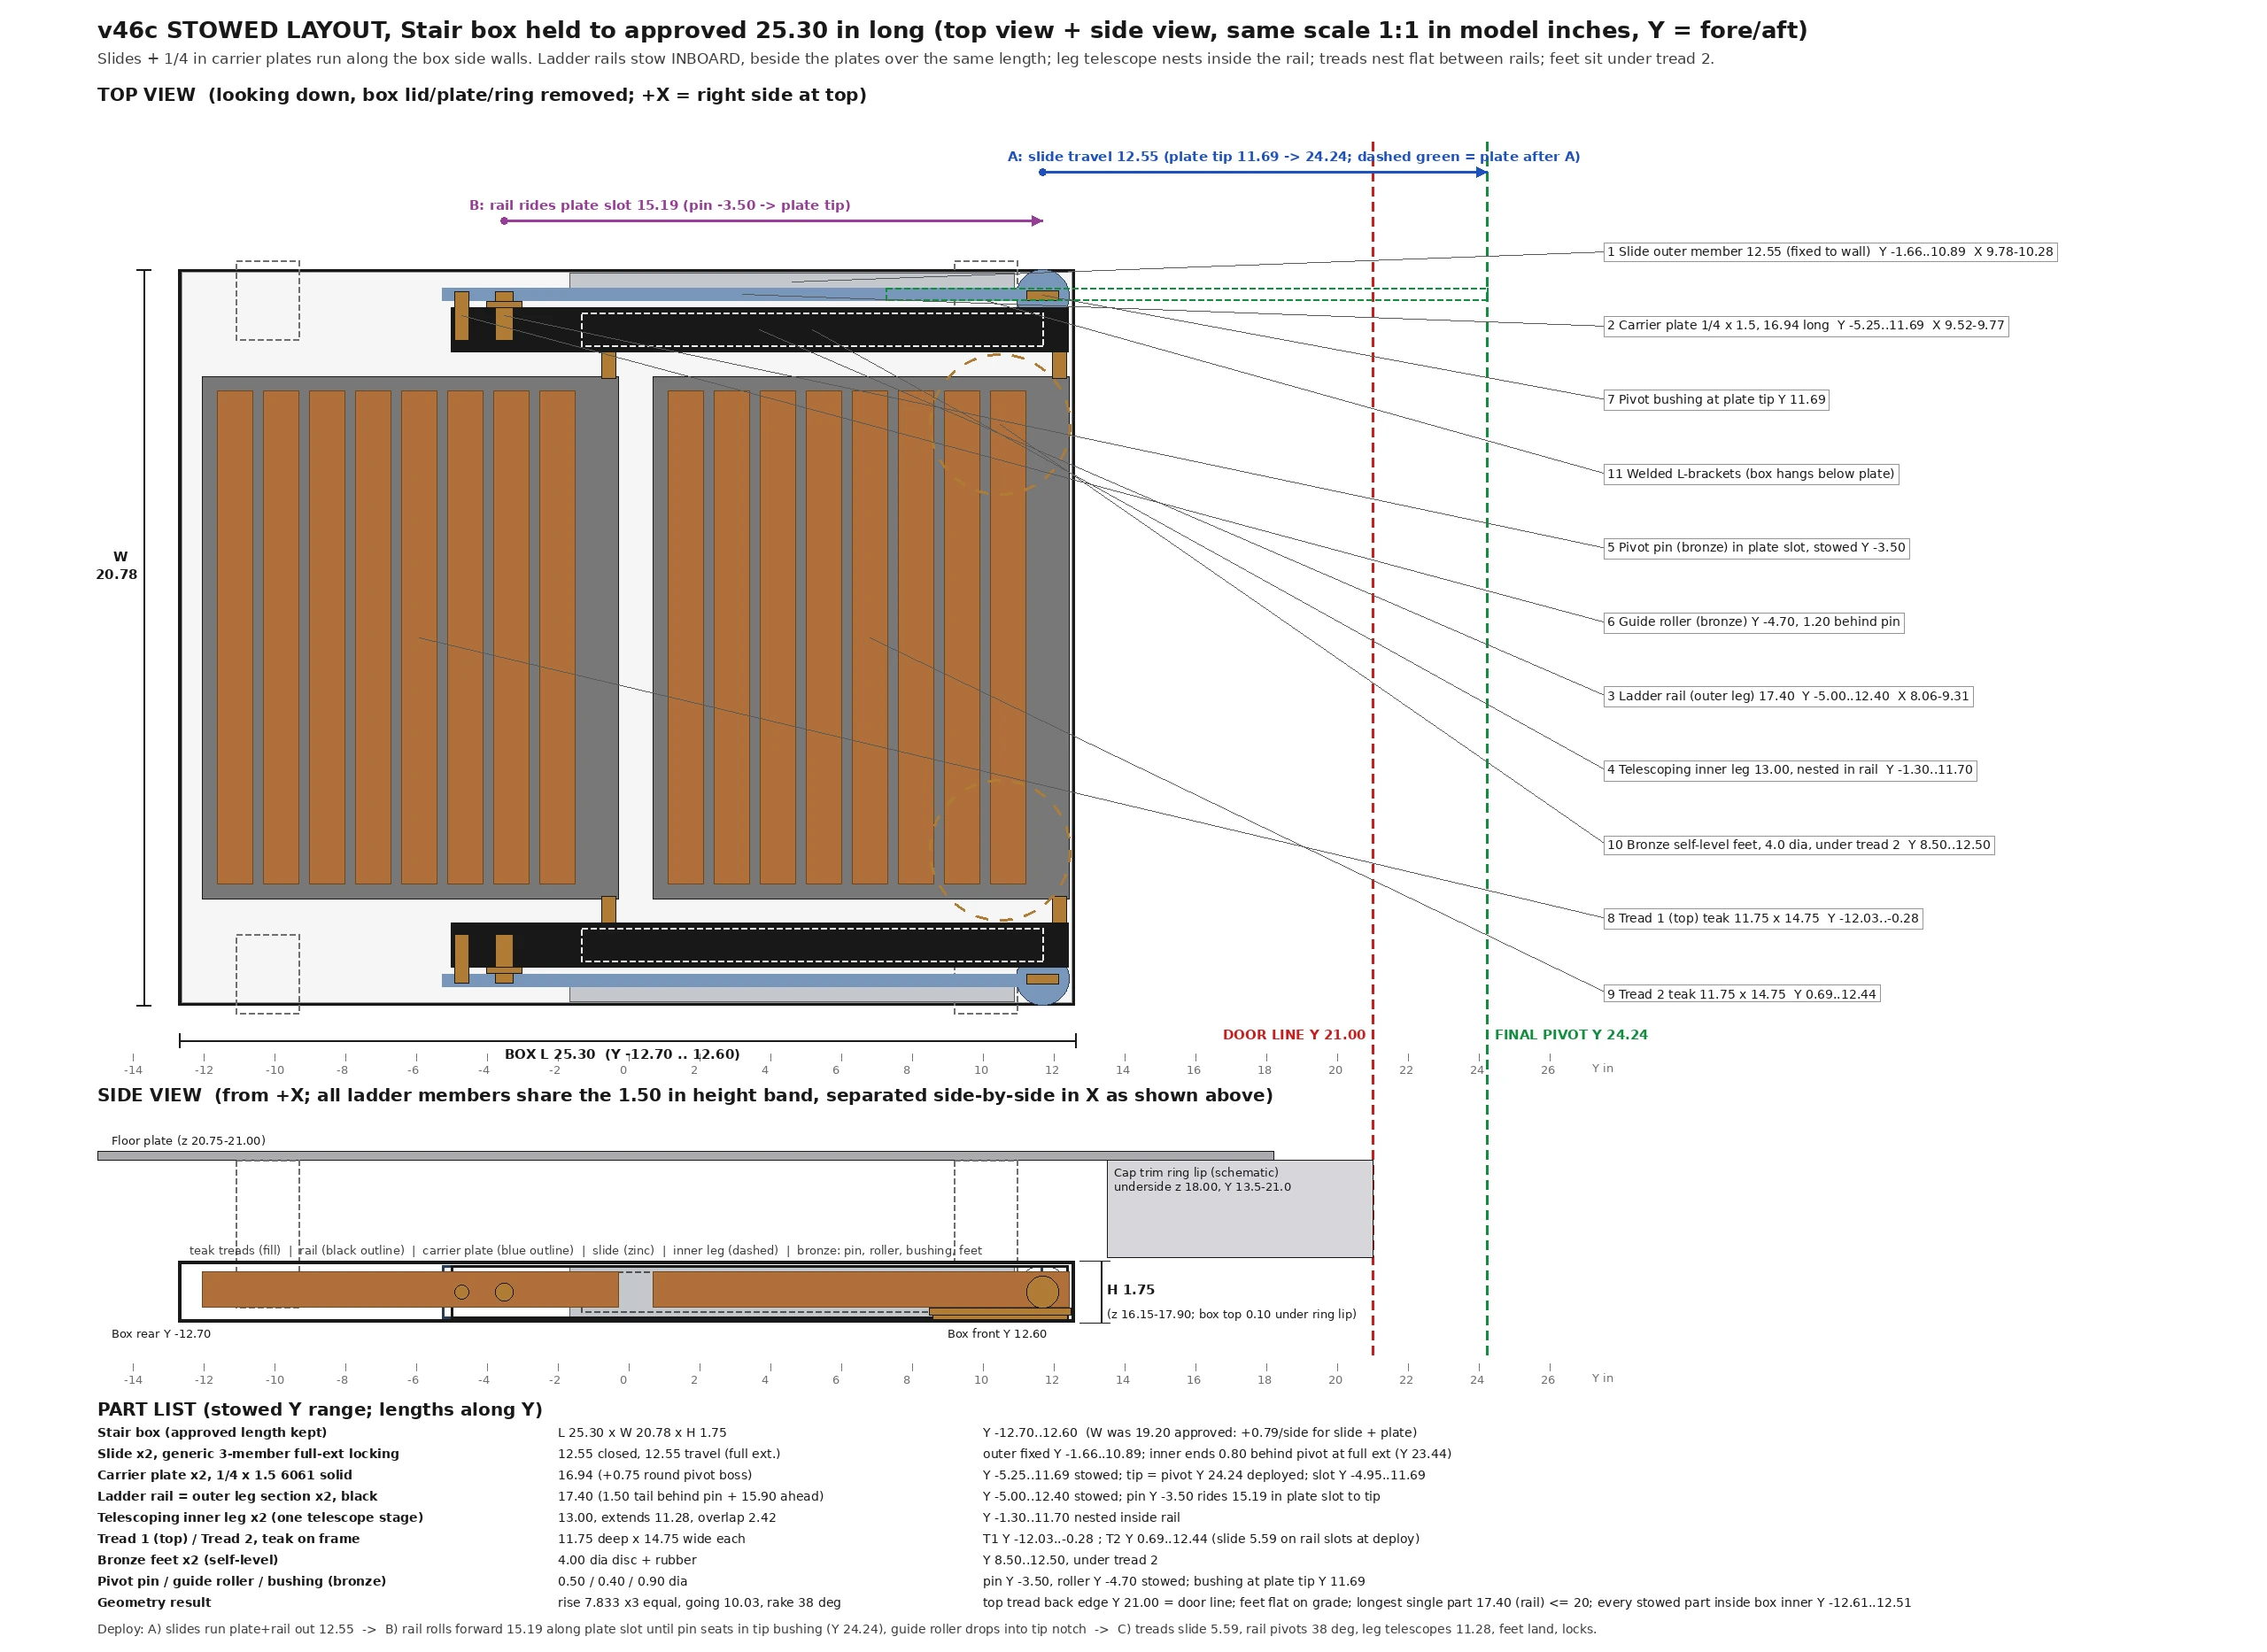 v46c STOWED LAYOUT, Stair box held to approved 25.30 in long (top view + side view, same scale 1:1 in model inches, Y = fore/aft)
Slides + 1/4 in carrier plates run along the box side walls. Ladder rails stow INBOARD, beside the plates over the same length; leg telescope nests inside the rail; treads nest flat between rails; feet sit under tread 2.
TOP VIEW  (looking down, box lid/plate/ring removed; +X = right side at top)
A: slide travel 12.55 (plate tip 11.69 -> 24.24; dashed green = plate after A)
B: rail rides plate slot 15.19 (pin -3.50 -> plate tip)
1 Slide outer member 12.55 (fixed to wall)  Y -1.66..10.89  X 9.78-10.28
2 Carrier plate 1/4 x 1.5, 16.94 long  Y -5.25..11.69  X 9.52-9.77
7 Pivot bushing at plate tip Y 11.69
11 Welded L-brackets (box hangs below plate)
5 Pivot pin (bronze) in plate slot, stowed Y -3.50
W
20.78
6 Guide roller (bronze) Y -4.70, 1.20 behind pin
3 Ladder rail (outer leg) 17.40  Y -5.00..12.40  X 8.06-9.31
4 Telescoping inner leg 13.00, nested in rail  Y -1.30..11.70
10 Bronze self-level feet, 4.0 dia, under tread 2  Y 8.50..12.50
8 Tread 1 (top) teak 11.75 x 14.75  Y -12.03..-0.28
9 Tread 2 teak 11.75 x 14.75  Y 0.69..12.44
DOOR LINE Y 21.00
FINAL PIVOT Y 24.24
BOX L 25.30  (Y -12.70 .. 12.60)
-14 -12 -10 -8 -6 -4 -2 0 2 4 6 8 10 12 14 16 18 20 22 24 26 Y in
SIDE VIEW  (from +X; all ladder members share the 1.50 in height band, separated side-by-side in X as shown above)
Floor plate (z 20.75-21.00)
Cap trim ring lip (schematic)
underside z 18.00, Y 13.5-21.0
teak treads (fill)  |  rail (black outline)  |  carrier plate (blue outline)  |  slide (zinc)  |  inner leg (dashed)  |  bronze: pin, roller, bushing, feet
H 1.75
(z 16.15-17.90; box top 0.10 under ring lip)
Box rear Y -12.70
Box front Y 12.60
-14 -12 -10 -8 -6 -4 -2 0 2 4 6 8 10 12 14 16 18 20 22 24 26 Y in
PART LIST (stowed Y range; lengths along Y)
Stair box (approved length kept) L 25.30 x W 20.78 x H 1.75 Y -12.70..12.60  (W was 19.20 approved: +0.79/side for slide + plate)
Slide x2, generic 3-member full-ext locking 12.55 closed, 12.55 travel (full ext.) outer fixed Y -1.66..10.89; inner ends 0.80 behind pivot at full ext (Y 23.44)
Carrier plate x2, 1/4 x 1.5 6061 solid 16.94 (+0.75 round pivot boss) Y -5.25..11.69 stowed; tip = pivot Y 24.24 deployed; slot Y -4.95..11.69
Ladder rail = outer leg section x2, black 17.40 (1.50 tail behind pin + 15.90 ahead) Y -5.00..12.40 stowed; pin Y -3.50 rides 15.19 in plate slot to tip
Telescoping inner leg x2 (one telescope stage) 13.00, extends 11.28, overlap 2.42 Y -1.30..11.70 nested inside rail
Tread 1 (top) / Tread 2, teak on frame 11.75 deep x 14.75 wide each T1 Y -12.03..-0.28 ; T2 Y 0.69..12.44 (slide 5.59 on rail slots at deploy)
Bronze feet x2 (self-level) 4.00 dia disc + rubber Y 8.50..12.50, under tread 2
Pivot pin / guide roller / bushing (bronze) 0.50 / 0.40 / 0.90 dia pin Y -3.50, roller Y -4.70 stowed; bushing at plate tip Y 11.69
Geometry result rise 7.833 x3 equal, going 10.03, rake 38 deg top tread back edge Y 21.00 = door line; feet flat on grade; longest single part 17.40 (rail) <= 20; every stowed part inside box inner Y -12.61..12.51
Deploy: A) slides run plate+rail out 12.55  ->  B) rail rolls forward 15.19 along plate slot until pin seats in tip bushing (Y 24.24), guide roller drops into tip notch  ->  C) treads slide 5.59, rail pivots 38 deg, leg telescopes 11.28, feet land, locks.